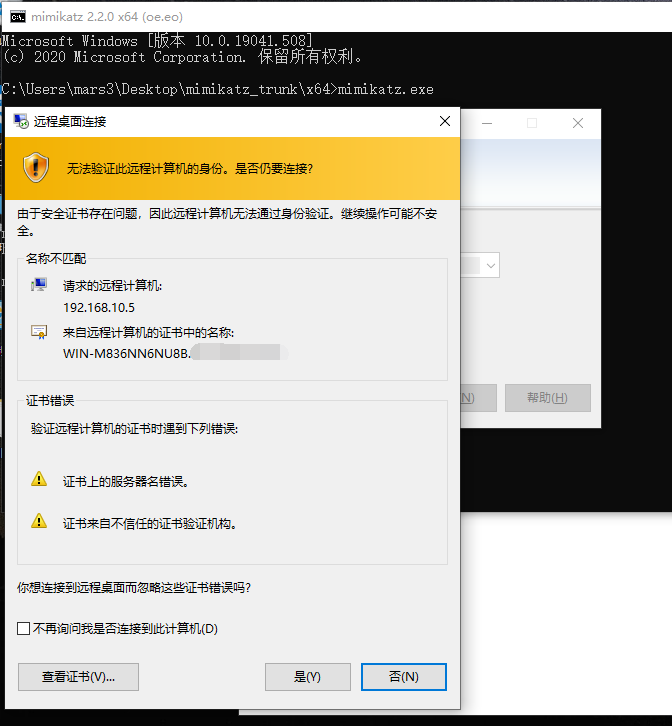 mimikatz 2.2.0 x64 (oe.eo)
Microsoft Windows [版本 10.0.19041.508]
(c) 2020 Microsoft Corporation. 保留所有权利。
C:\Users\mars3\Desktop\mimikatz_trunk\x64>mimikatz.exe
远程桌面连接
无法验证此远程计算机的身份。是否仍要连接?
由于安全证书存在问题，因此远程计算机无法通过身份验证。继续操作可能不安
全。
名称不匹配
请求的远程计算机:
192.168.10.5
来自远程计算机的证书中的名称:
WIN-M836NN6NU8B.
N)
帮助(H)
证书错误
验证远程计算机的证书时遇到下列错误:
证书上的服务器名错误。
证书来自不信任的证书验证机构。
你想连接到远程桌面而忽略这些证书错误吗?
不再询问我是否连接到此计算机(D)
查看证书(V)...
是(Y)
否(N)